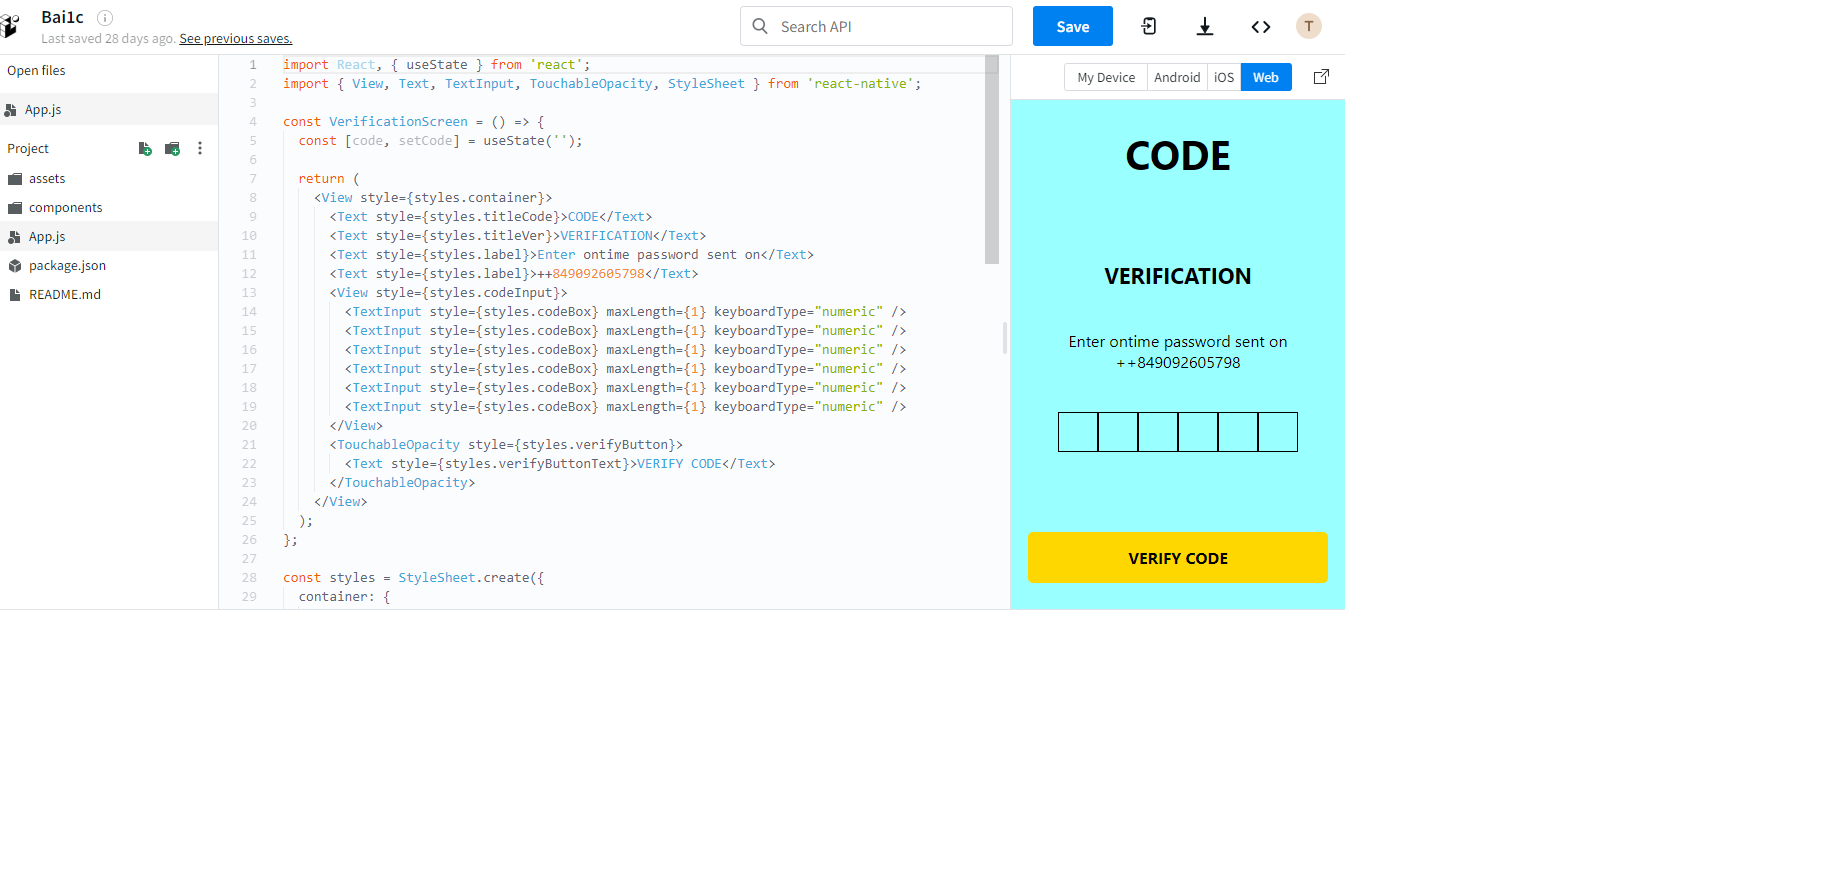 Bai1c
Last saved 28 days ago. See previous saves.
Search API
Save
T
Open files
App.js
Project
assets
components
App.js
package.json
README.md
1 import React, { useState } from 'react';
2 import { View, Text, TextInput, TouchableOpacity, StyleSheet } from 'react-native';
3
4 const VerificationScreen = () => {
5 const [code, setCode] = useState('');
6
7 return (
8 <View style={styles.container}>
9 <Text style={styles.titleCode}>CODE</Text>
10 <Text style={styles.titleVer}>VERIFICATION</Text>
11 <Text style={styles.label}>Enter ontime password sent on</Text>
12 <Text style={styles.label}>++849092605798</Text>
13 <View style={styles.codeInput}>
14 <TextInput style={styles.codeBox} maxLength={1} keyboardType="numeric" />
15 <TextInput style={styles.codeBox} maxLength={1} keyboardType="numeric" />
16 <TextInput style={styles.codeBox} maxLength={1} keyboardType="numeric" />
17 <TextInput style={styles.codeBox} maxLength={1} keyboardType="numeric" />
18 <TextInput style={styles.codeBox} maxLength={1} keyboardType="numeric" />
19 <TextInput style={styles.codeBox} maxLength={1} keyboardType="numeric" />
20 </View>
21 <TouchableOpacity style={styles.verifyButton}>
22 <Text style={styles.verifyButtonText}>VERIFY CODE</Text>
23 </TouchableOpacity>
24 </View>
25 );
26 };
27
28 const styles = StyleSheet.create({
29 container: {
My Device Android iOS Web
CODE
VERIFICATION
Enter ontime password sent on
++849092605798
VERIFY CODE